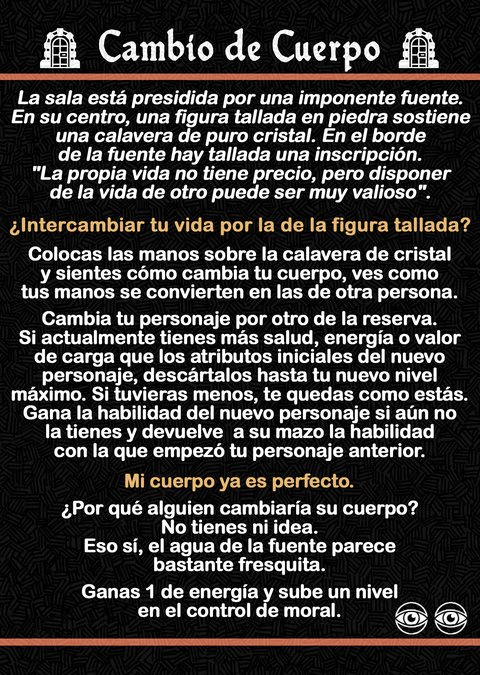 Cambio de Cuerpo
La sala está presidida por una imponente fuente.
En su centro, una figura tallada en piedra sostiene
una calavera de puro cristal. En el borde
de la fuente hay tallada una inscripción.
"La propia vida no tiene precio, pero disponer
de la vida de otro puede ser muy valioso".
¿Intercambiar tu vida por la de la figura tallada?
Colocas las manos sobre la calavera de cristal
y sientes cómo cambia tu cuerpo, ves como
tus manos se convierten en las de otra persona.
Cambia tu personaje por otro de la reserva.
Si actualmente tienes más salud, energía o valor
de carga que los atributos iniciales del nuevo
personaje, descártalos hasta tu nuevo nivel
máximo. Si tuvieras menos, te quedas como estás.
Gana la habilidad del nuevo personaje si aún no
la tienes y devuelve a su mazo la habilidad
con la que empezó tu personaje anterior.
Mi cuerpo ya es perfecto.
¿Por qué alguien cambiaría su cuerpo?
No tienes ni idea.
Eso sí, el agua de la fuente parece
bastante fresquita.
Ganas 1 de energía y sube un nivel
en el control de moral.